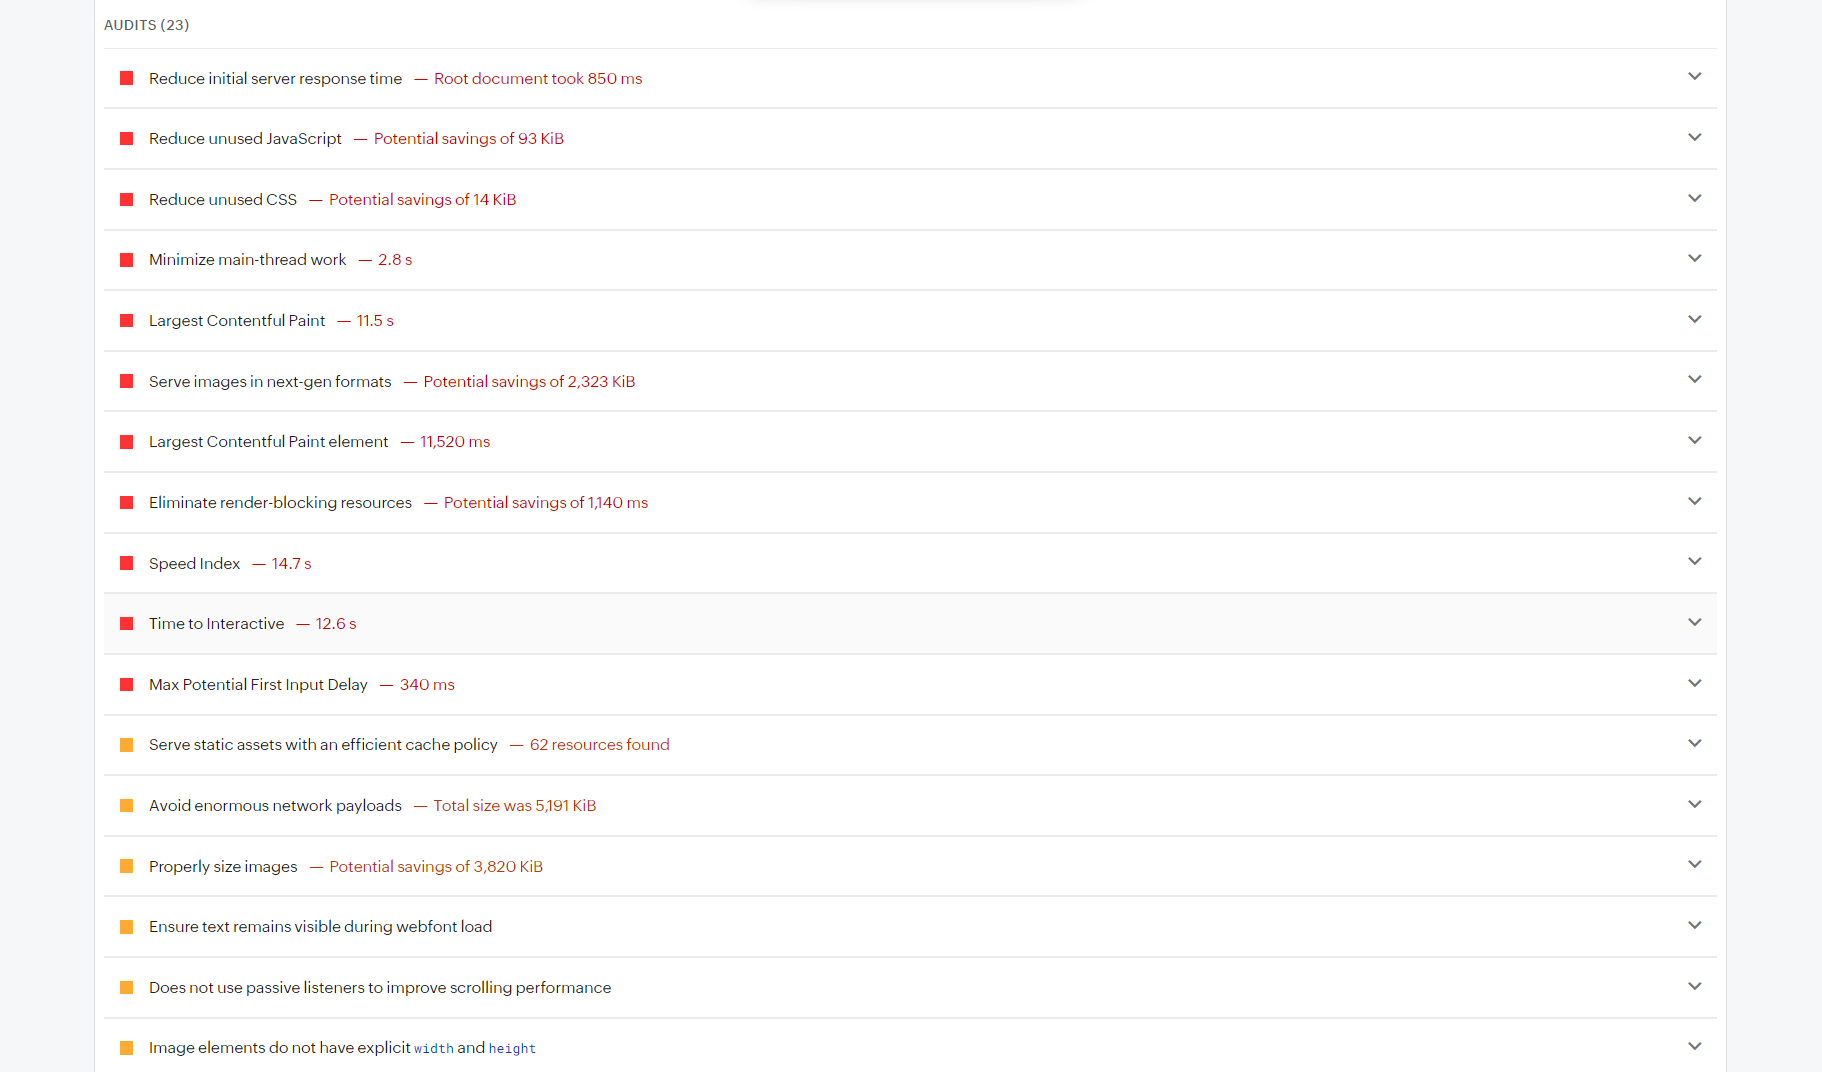 AUDITS (23)
Reduce initial server response time — Root document took 850 ms
Reduce unused JavaScript — Potential savings of 93 KiB
Reduce unused CSS — Potential savings of 14 KiB
Minimize main-thread work — 2.8 s
Largest Contentful Paint — 11.5 s
Serve images in next-gen formats — Potential savings of 2,323 KiB
Largest Contentful Paint element — 11,520 ms
Eliminate render-blocking resources — Potential savings of 1,140 ms
Speed Index — 14.7 s
Time to Interactive — 12.6 s
Max Potential First Input Delay — 340 ms
Serve static assets with an efficient cache policy — 62 resources found
Avoid enormous network payloads — Total size was 5,191 KiB
Properly size images — Potential savings of 3,820 KiB
Ensure text remains visible during webfont load
Does not use passive listeners to improve scrolling performance
Image elements do not have explicit width and height